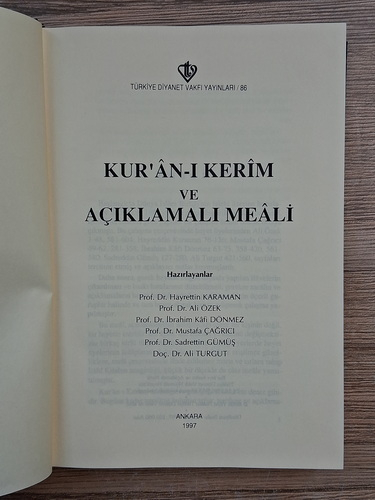 TÜRKİYE DİYANET VAKFI YAYINLARI / 86
KUR'ÂN-I KERÎM
VE
AÇIKLAMALI MEÂLİ
Hazırlayanlar
Prof. Dr. Hayrettin KARAMAN
Prof. Dr. Ali ÖZEK
Prof. Dr. İbrahim Kâfi DÖNMEZ
Prof. Dr. Mustafa ÇAĞRICI
Prof. Dr. Sadrettin GÜMÜŞ
Doç. Dr. Ali TURGUT
ANKARA
1997